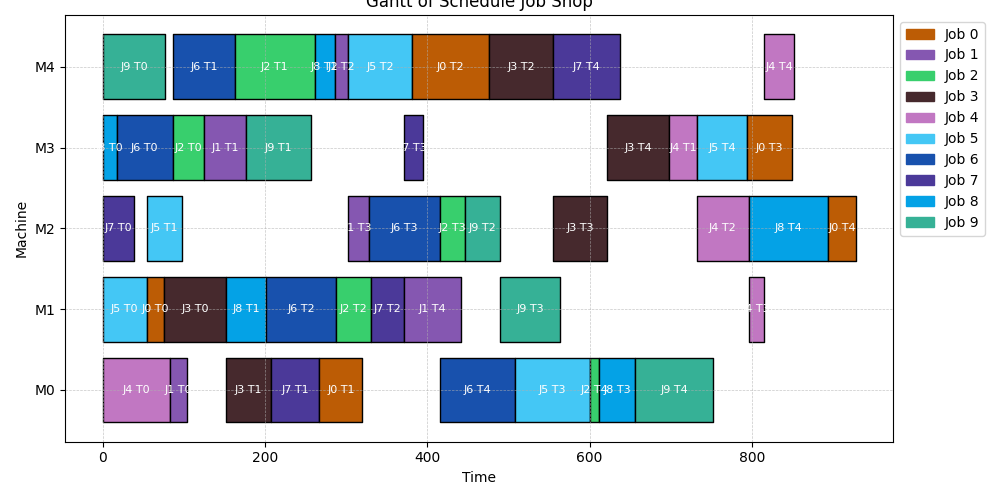 Gantt of Schedule Job Shop
M4
J9 T0
J6 T1
J2 T1
J5 T2
J0 T2
J3 T2
J7 T4
J4 T4
M3
J6 T0
J2 T0
J1 T1
J9 T1
J3 T4
J4 T1
J5 T4
J0 T3
M2
J7 T0
J5 T1
J6 T3
J2 T3
J9 T2
J3 T3
J4 T2
J8 T4
J0 T4
M1
J5 T0
J0 T0
J3 T0
J8 T1
J6 T2
J2 T2
J7 T2
J1 T4
J9 T3
M0
J4 T0
J1 T0
J3 T1
J7 T1
J0 T1
J6 T4
J5 T3
J2 T4
J8 T3
J9 T4
0
200
400
600
800
Time
Machine
Job 0
Job 1
Job 2
Job 3
Job 4
Job 5
Job 6
Job 7
Job 8
Job 9